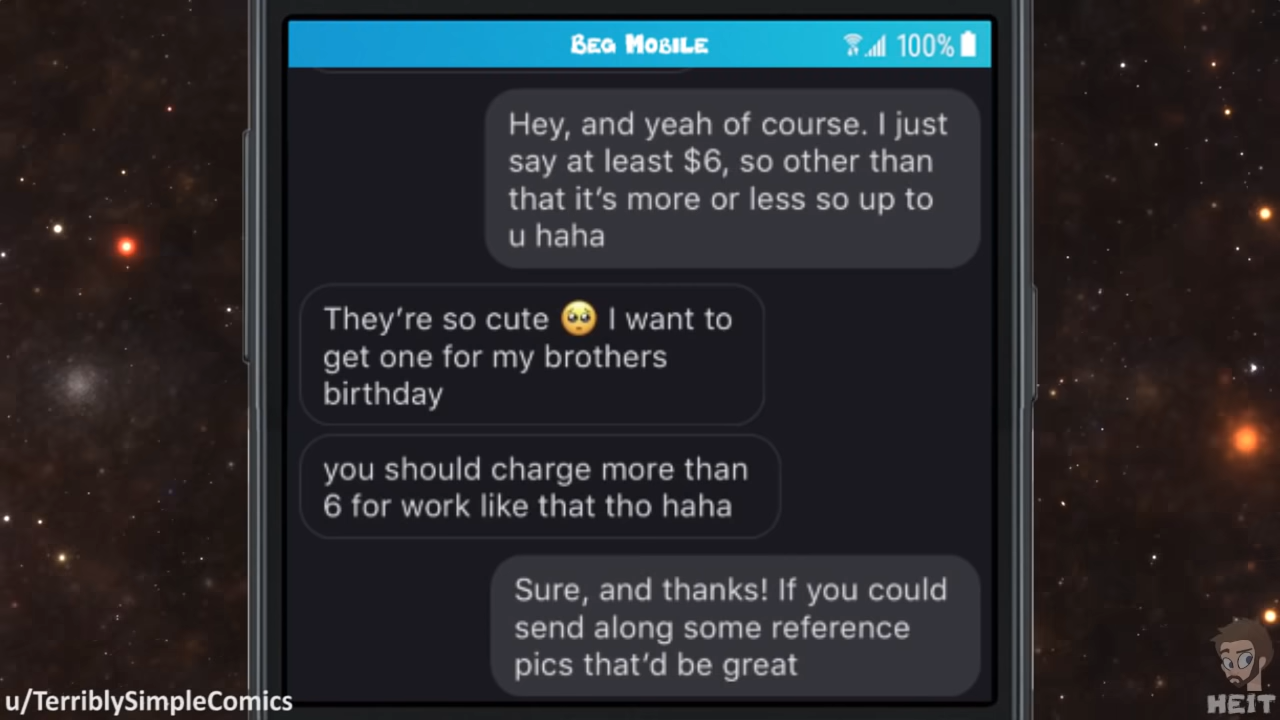 BEG MOBILE
100%
Hey, and yeah of course. I just
say at least $6, so other than
that it’s more or less so up to
u haha
They’re so cute 🥺 I want to
get one for my brothers
birthday
you should charge more than
6 for work like that tho haha
Sure, and thanks! If you could
send along some reference
pics that’d be great
u/TerriblySimpleComics
HEIT